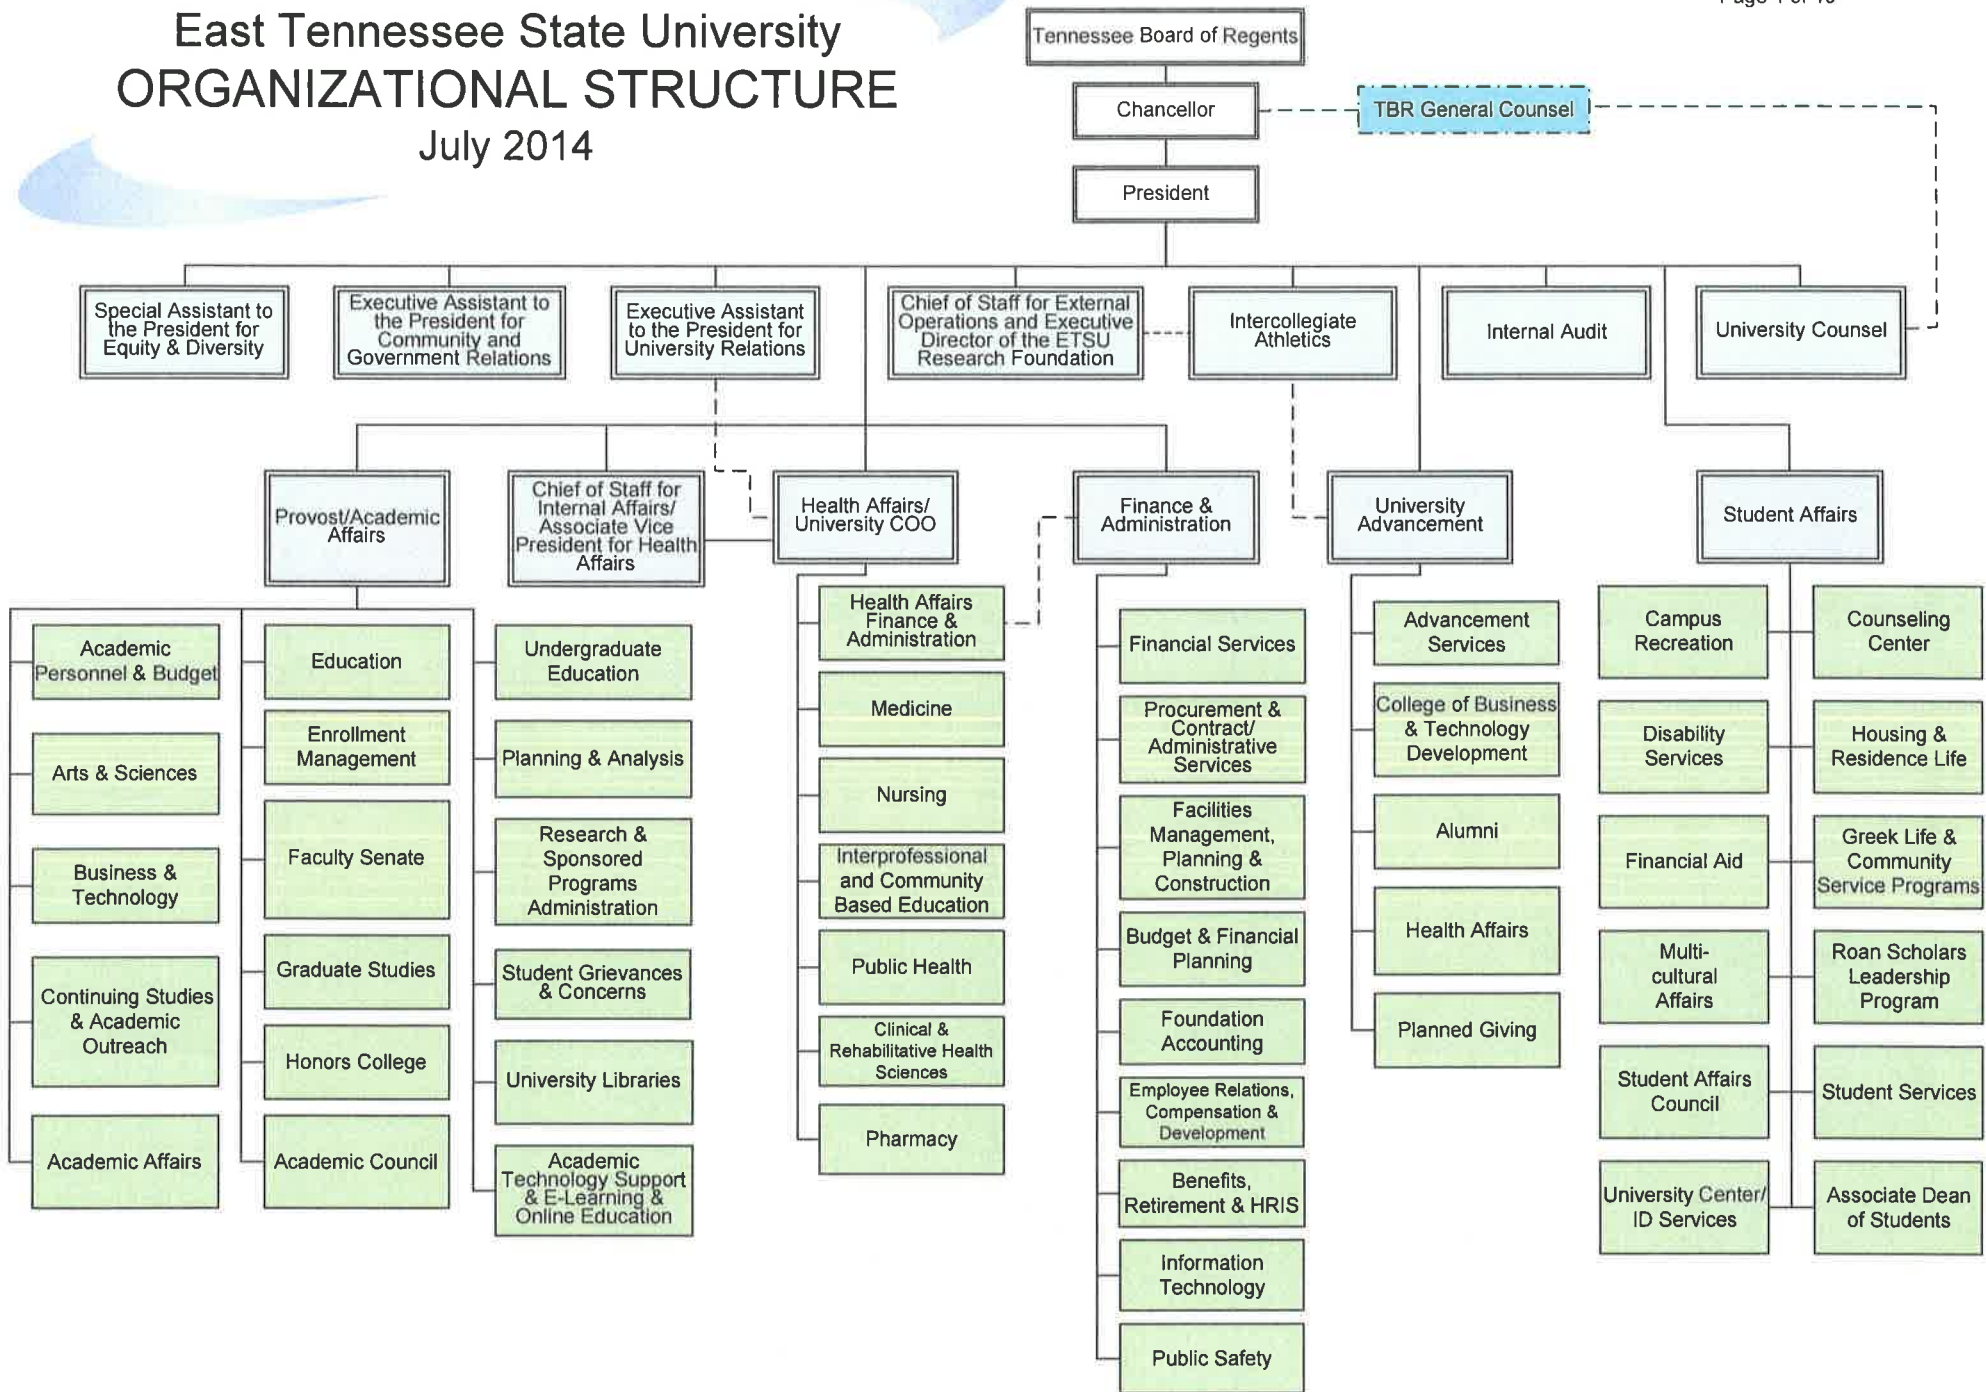 East Tennessee State University
ORGANIZATIONAL STRUCTURE
July 2014
Tennessee Board of Regents
Chancellor
TBR General Counsel
President
Special Assistant to
the President for
Equity & Diversity
Executive Assistant to
the President for
Community and
Government Relations
Executive Assistant
to the President for
University Relations
Chief of Staff for External
Operations and Executive
Director of the ETSU
Research Foundation
Intercollegiate
Athletics
Internal Audit
University Counsel
Provost/Academic
Affairs
Chief of Staff for
Internal Affairs/
Associate Vice
President for Health
Affairs
Health Affairs/
University COO
Finance &
Administration
University
Advancement
Student Affairs
Academic
Personnel & Budget
Arts & Sciences
Business &
Technology
Continuing Studies
& Academic
Outreach
Academic Affairs
Education
Enrollment
Management
Faculty Senate
Graduate Studies
Honors College
Academic Council
Undergraduate
Education
Planning & Analysis
Research &
Sponsored
Programs
Administration
Student Grievances
& Concerns
University Libraries
Academic
Technology Support
& E-Learning &
Online Education
Health Affairs
Finance &
Administration
Medicine
Nursing
Interprofessional
and Community
Based Education
Public Health
Clinical &
Rehabilitative Health
Sciences
Pharmacy
Financial Services
Procurement &
Contract/
Administrative
Services
Facilities
Management,
Planning &
Construction
Budget & Financial
Planning
Foundation
Accounting
Employee Relations,
Compensation &
Development
Benefits,
Retirement & HRIS
Information
Technology
Public Safety
Advancement
Services
College of Business
& Technology
Development
Alumni
Health Affairs
Planned Giving
Campus
Recreation
Disability
Services
Financial Aid
Multi-
cultural
Affairs
Student Affairs
Council
University Center/
ID Services
Counseling
Center
Housing &
Residence Life
Greek Life &
Community
Service Programs
Roan Scholars
Leadership
Program
Student Services
Associate Dean
of Students